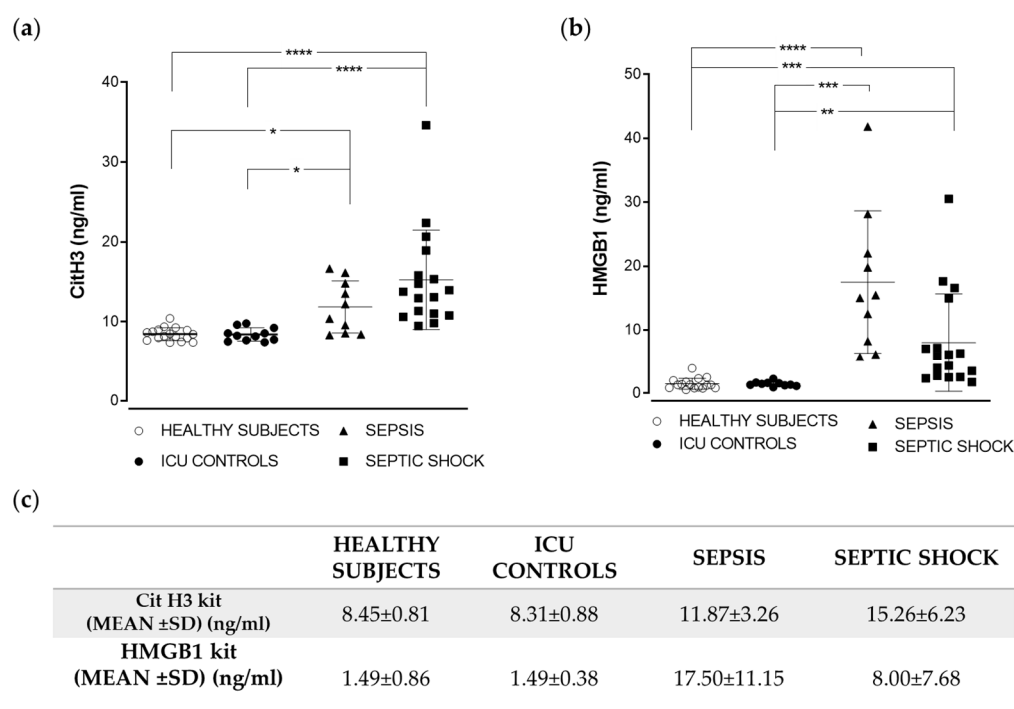 (a)
****
****
*
*
40
30
20
10
0
CitH3 (ng/ml)
HEALTHY SUBJECTS
SEPSIS
ICU CONTROLS
SEPTIC SHOCK
(b)
****
***
***
**
50
40
30
20
10
0
HMGB1 (ng/ml)
HEALTHY SUBJECTS
SEPSIS
ICU CONTROLS
SEPTIC SHOCK
(c)
HEALTHY SUBJECTS ICU CONTROLS SEPSIS SEPTIC SHOCK
Cit H3 kit
(MEAN ±SD) (ng/ml) 8.45±0.81 8.31±0.88 11.87±3.26 15.26±6.23
HMGB1 kit
(MEAN ±SD) (ng/ml) 1.49±0.86 1.49±0.38 17.50±11.15 8.00±7.68